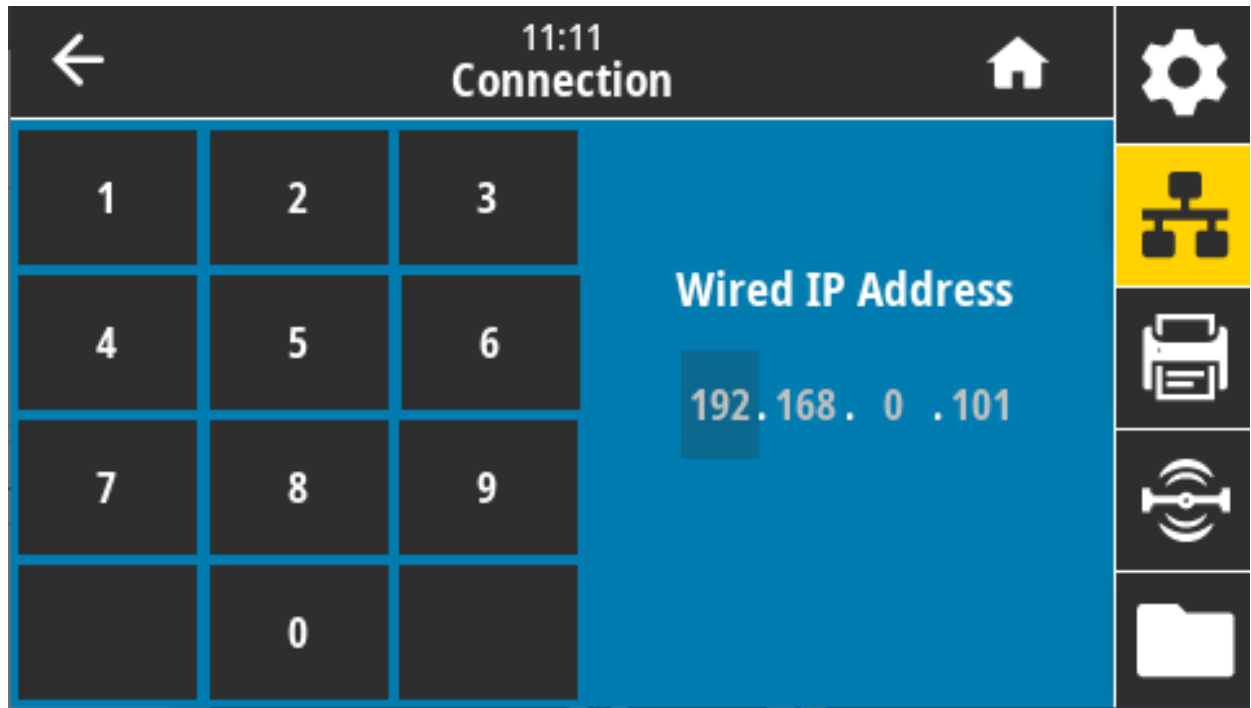 11:11
Connection
1 2 3
4 5 6
7 8 9
0
Wired IP Address
192.168. 0 .101